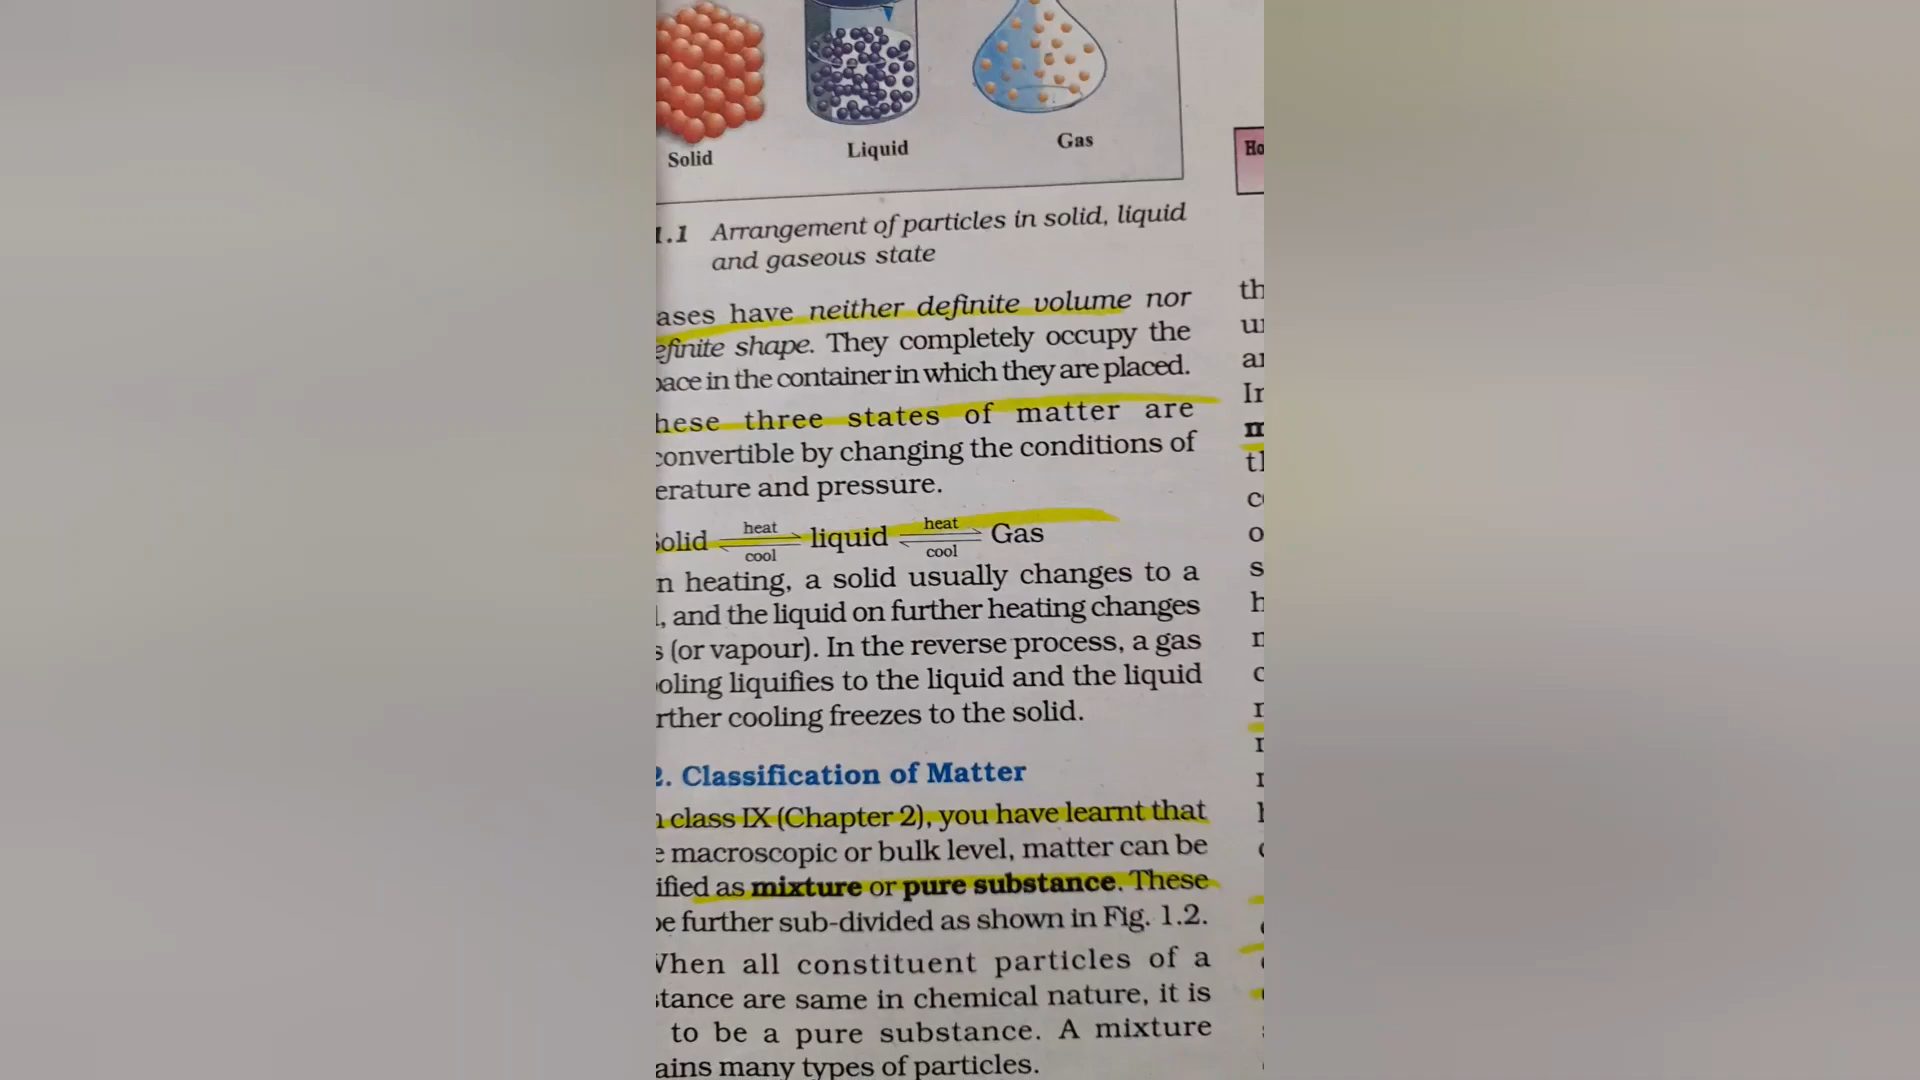 Solid
Liquid
Gas
Ho
1.1 Arrangement of particles in solid, liquid
and gaseous state
ases have neither definite volume nor
efinite shape. They completely occupy the
pace in the container in which they are placed.
hese three states of matter are
convertible by changing the conditions of
erature and pressure.
Solid heat cool liquid heat cool Gas
n heating, a solid usually changes to a
, and the liquid on further heating changes
s (or vapour). In the reverse process, a gas
oling liquifies to the liquid and the liquid
rther cooling freezes to the solid.
2. Classification of Matter
n class IX (Chapter 2), you have learnt that
e macroscopic or bulk level, matter can be
ified as mixture or pure substance. These
be further sub-divided as shown in Fig. 1.2.
When all constituent particles of a
stance are same in chemical nature, it is
to be a pure substance. A mixture
ains many types of particles.